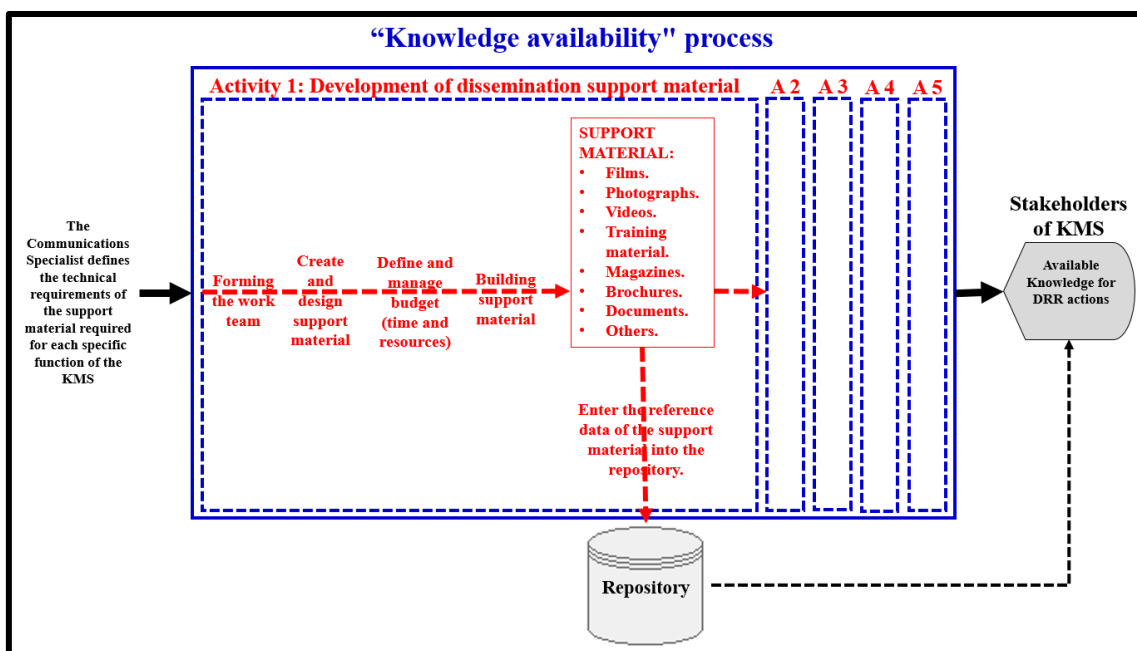 “Knowledge availability" process
Activity 1: Development of dissemination support material
A 2
A 3
A 4
A 5
The
Communications
Specialist defines
the technical
requirements of
the support
material required
for each specific
function of the
KMS
Forming
the work
team
Create
and
design
support
material
Define and
manage
budget
(time and
resources)
Building
support
material
SUPPORT
MATERIAL:
• Films.
• Photographs.
• Videos.
• Training
material.
• Magazines.
• Brochures.
• Documents.
• Others.
Enter the reference
data of the support
material into the
repository.
Repository
Stakeholders
of KMS
Available
Knowledge for
DRR actions